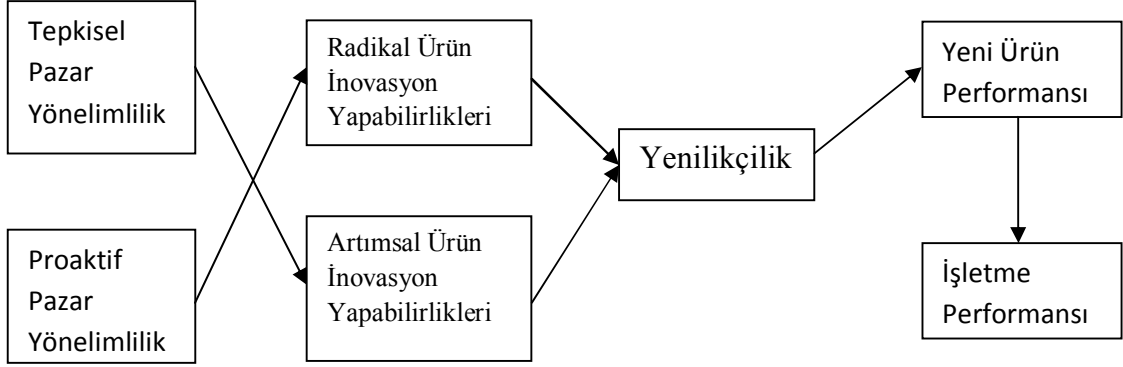 Tepkisel
Pazar
Yönelimlilik
Proaktif
Pazar
Yönelimlilik
Radikal Ürün
İnovasyon
Yapabilirlikleri
Artımsal Ürün
İnovasyon
Yapabilirlikleri
Yenilikçilik
Yeni Ürün
Performansı
İşletme
Performansı